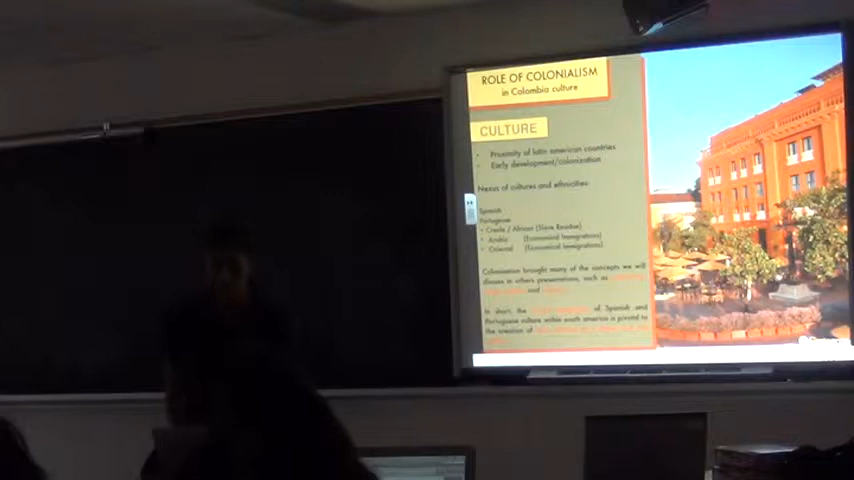 ROLE OF COLONIALISM
in Colombia culture
CULTURE
• Proximity of latin american countries
• Early development/colonization
Nexus of cultures and ethnicities:
Spanish
Portuguese
• Creole / African (Slave Routes)
• Arabic (Economical Immigrations)
• Oriental (Economical Immigrations)
Colonization brought many of the concepts we will
discuss in others presentations, such as
and
In short, the of Spanish and
Portuguese culture within south america is pivotal to
the creation of